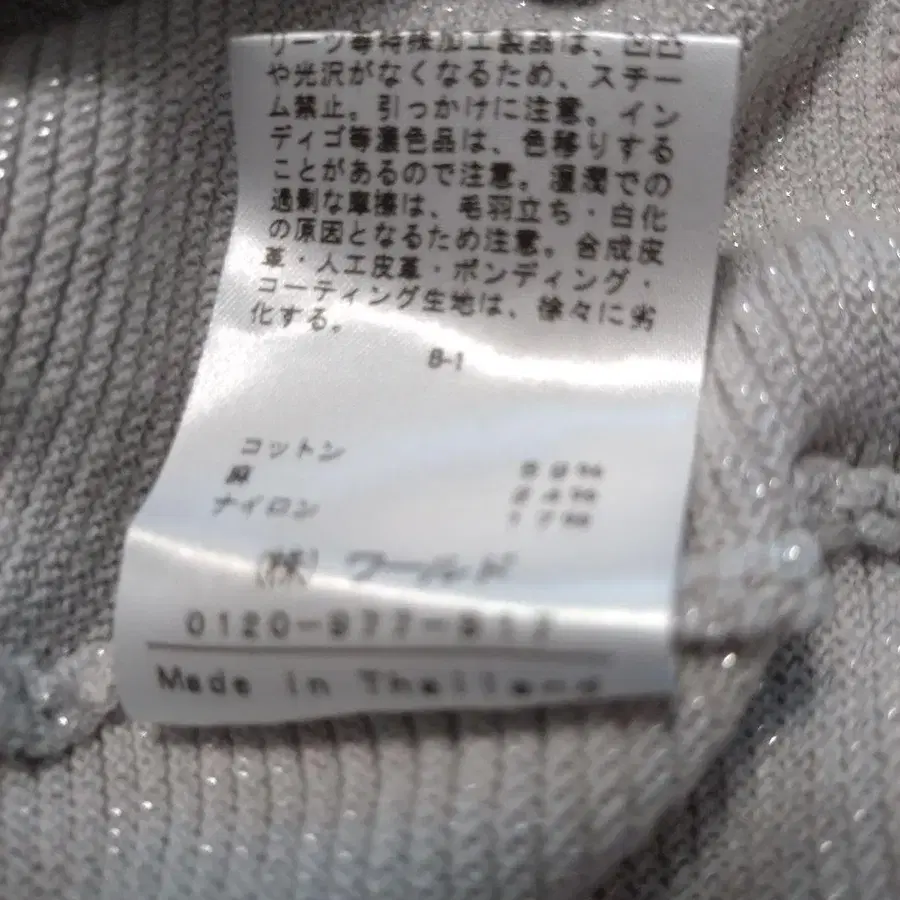 リーツ等特殊加工製品は、凹凸
や光沢がなくなるため、スチー
ム禁止。引っかけに注意。イン
ディゴ等濃色品は、色移りする
ことがあるので注意。湿潤での
過剰な摩擦は、毛羽立ち・白化
の原因となるため注意。合成皮
革・人工皮革・ボンディング・
コーティング生地は、徐々に劣
化する。
8-1
コットン 59%
麻 24%
ナイロン 17%
(株) ワールド
0120-977-
Made in Thailand